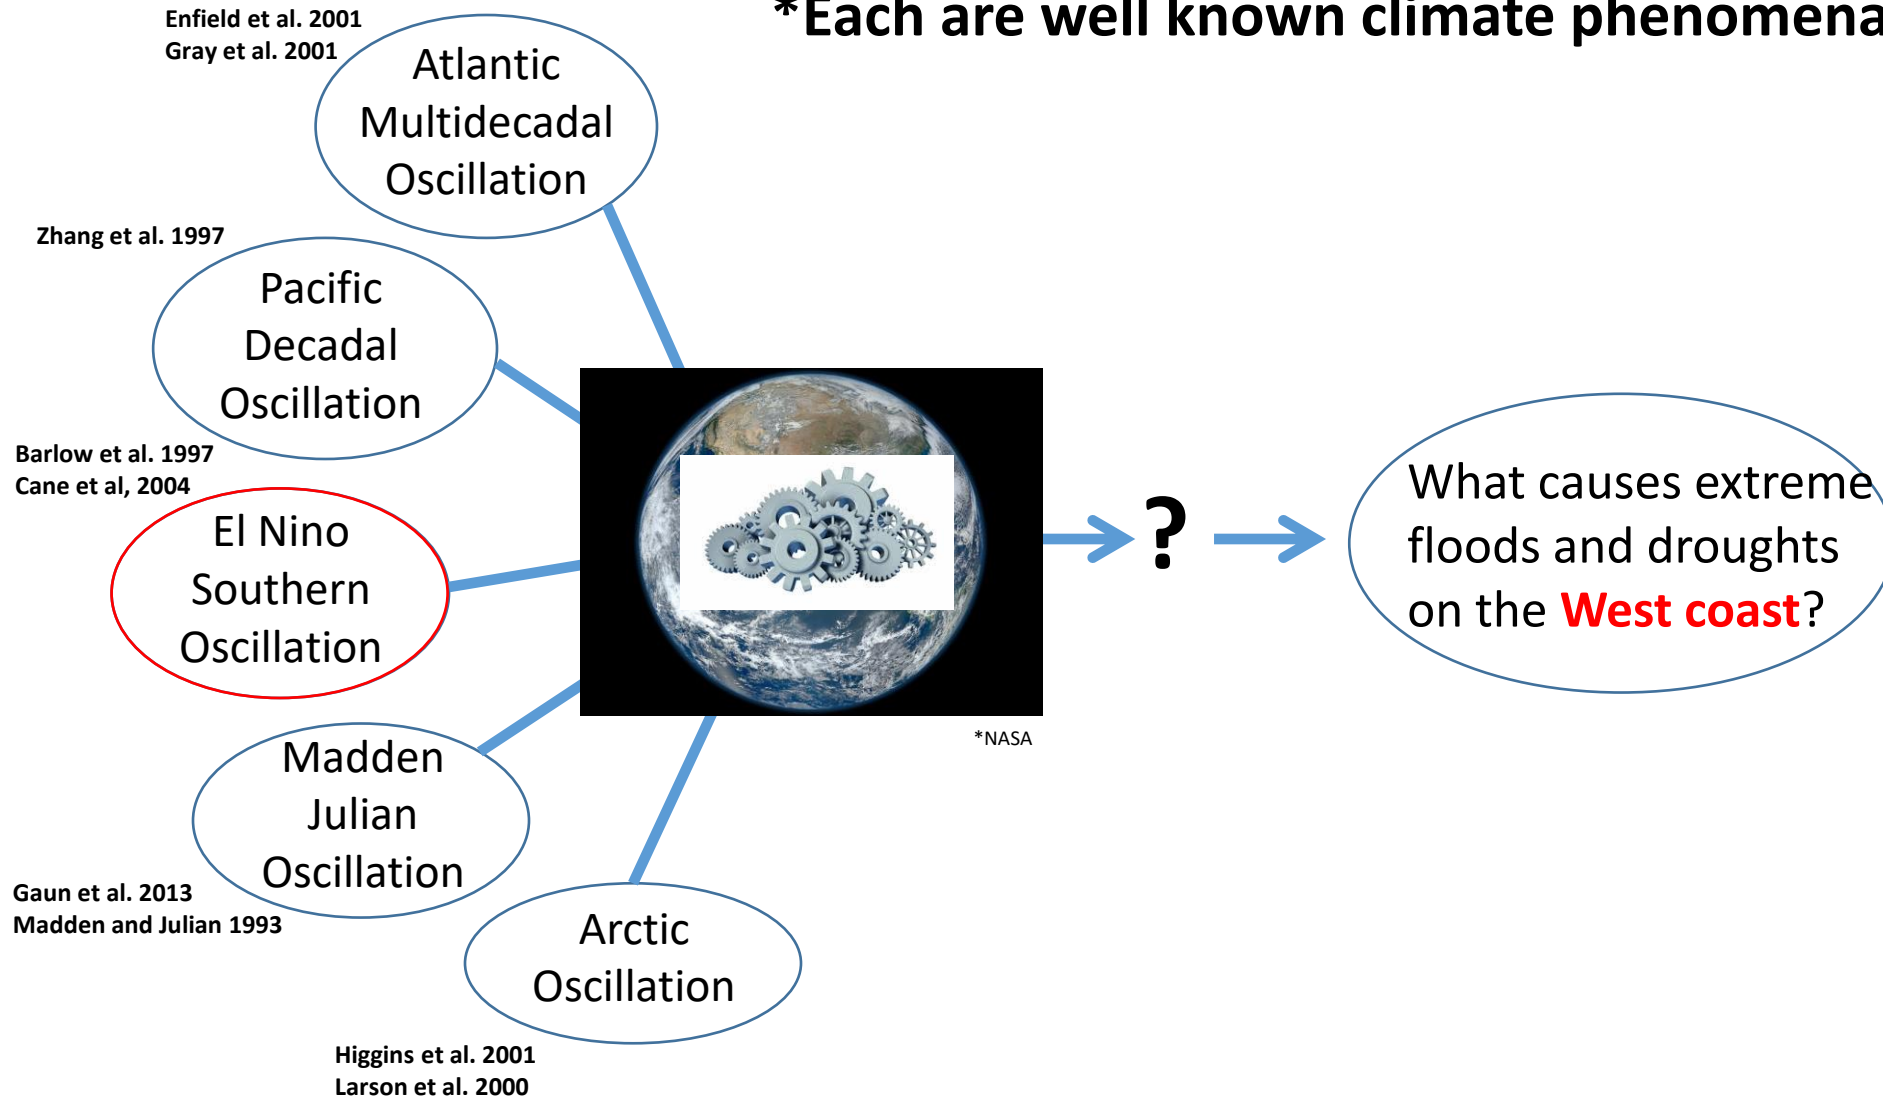 *Each are well known climate phenomena
Enfield et al. 2001
Gray et al. 2001
Atlantic
Multidecadal
Oscillation
Zhang et al. 1997
Pacific
Decadal
Oscillation
Barlow et al. 1997
Cane et al, 2004
El Nino
Southern
Oscillation
Madden
Julian
Oscillation
Gaun et al. 2013
Madden and Julian 1993
Arctic
Oscillation
Higgins et al. 2001
Larson et al. 2000
*NASA
?
What causes extreme
floods and droughts
on the West coast?